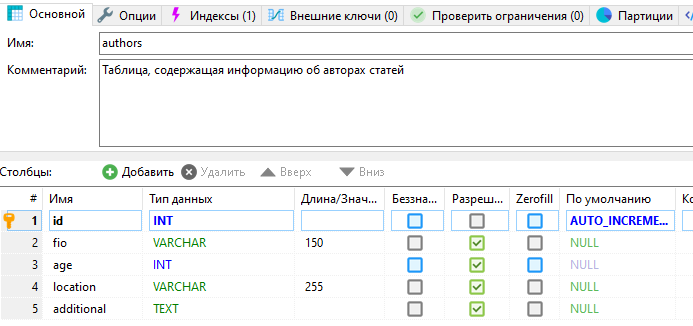 Основной Опции Индексы (1) Внешние ключи (0) Проверить ограничения (0) Партиции
Имя: authors
Комментарий: Таблица, содержащая информацию об авторах статей
Столбцы: Добавить Удалить Вверх Вниз
# Имя Тип данных Длина/Знач... Беззна... Разреш... Zerofill По умолчанию Ко
1 id INT AUTO_INCREME...
2 fio VARCHAR 150 NULL
3 age INT NULL
4 location VARCHAR 255 NULL
5 additional TEXT NULL